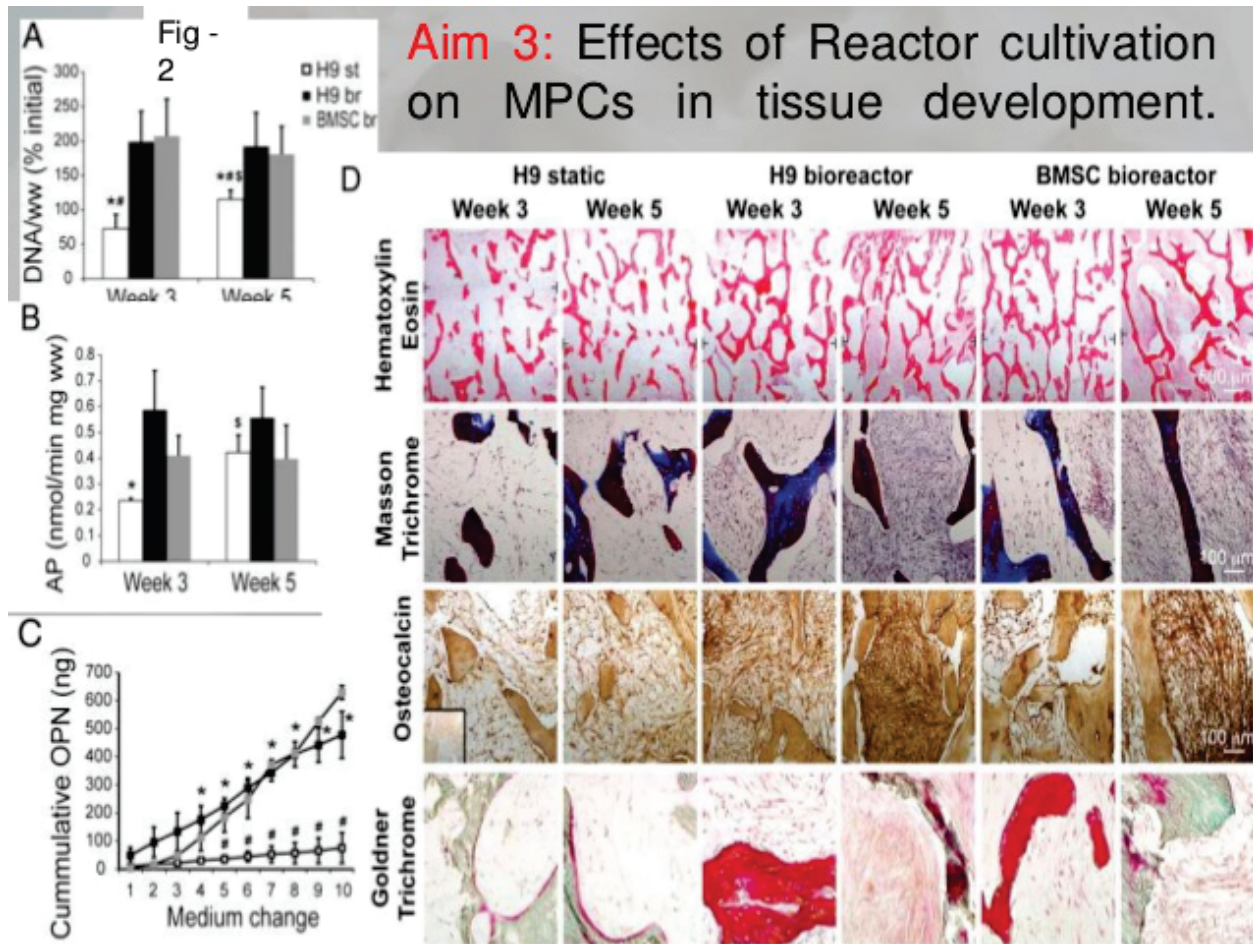 Aim 3: Effects of Reactor cultivation
on MPCs in tissue development.
Fig -
2
A
DNA/ww (% initial)
300
250
200
150
100
50
0
H9 st
H9 br
BMSC br
*#
*#$
Week 3 Week 5
B
AP (nmol/min mg ww)
0.8
0.7
0.6
0.5
0.4
0.3
0.2
0.1
0
*
$
Week 3 Week 5
C
Cummulative OPN (ng)
700
600
500
400
300
200
100
0
* * * * * * *
# # # # # #
1 2 3 4 5 6 7 8 9 10
Medium change
D
H9 static H9 bioreactor BMSC bioreactor
Week 3 Week 5 Week 3 Week 5 Week 3 Week 5
Hematoxylin
Eosin
Masson
Trichrome
100 μm
Osteocalcin
100 μm
Goldner
Trichrome